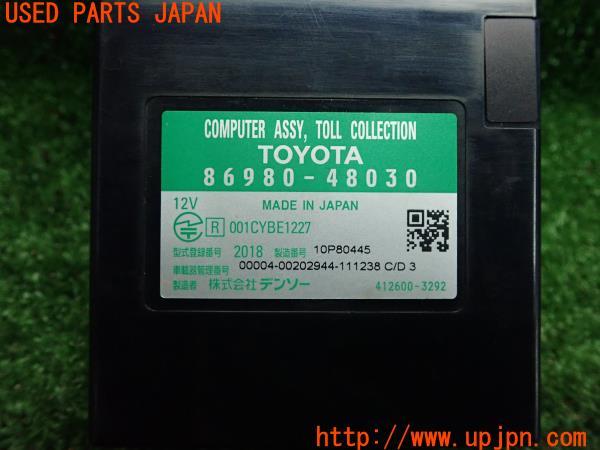 USED PARTS JAPAN
COMPUTER ASSY, TOLL COLLECTION
TOYOTA
86980-48030
12V MADE IN JAPAN
R 001CYBE1227
型式登録番号 2018 製造番号 10P80445
車載器管理番号 00004-00202944-111238 C/D 3
製造者 株式会社 デンソー 412600-3292
http://www.upjpn.com/